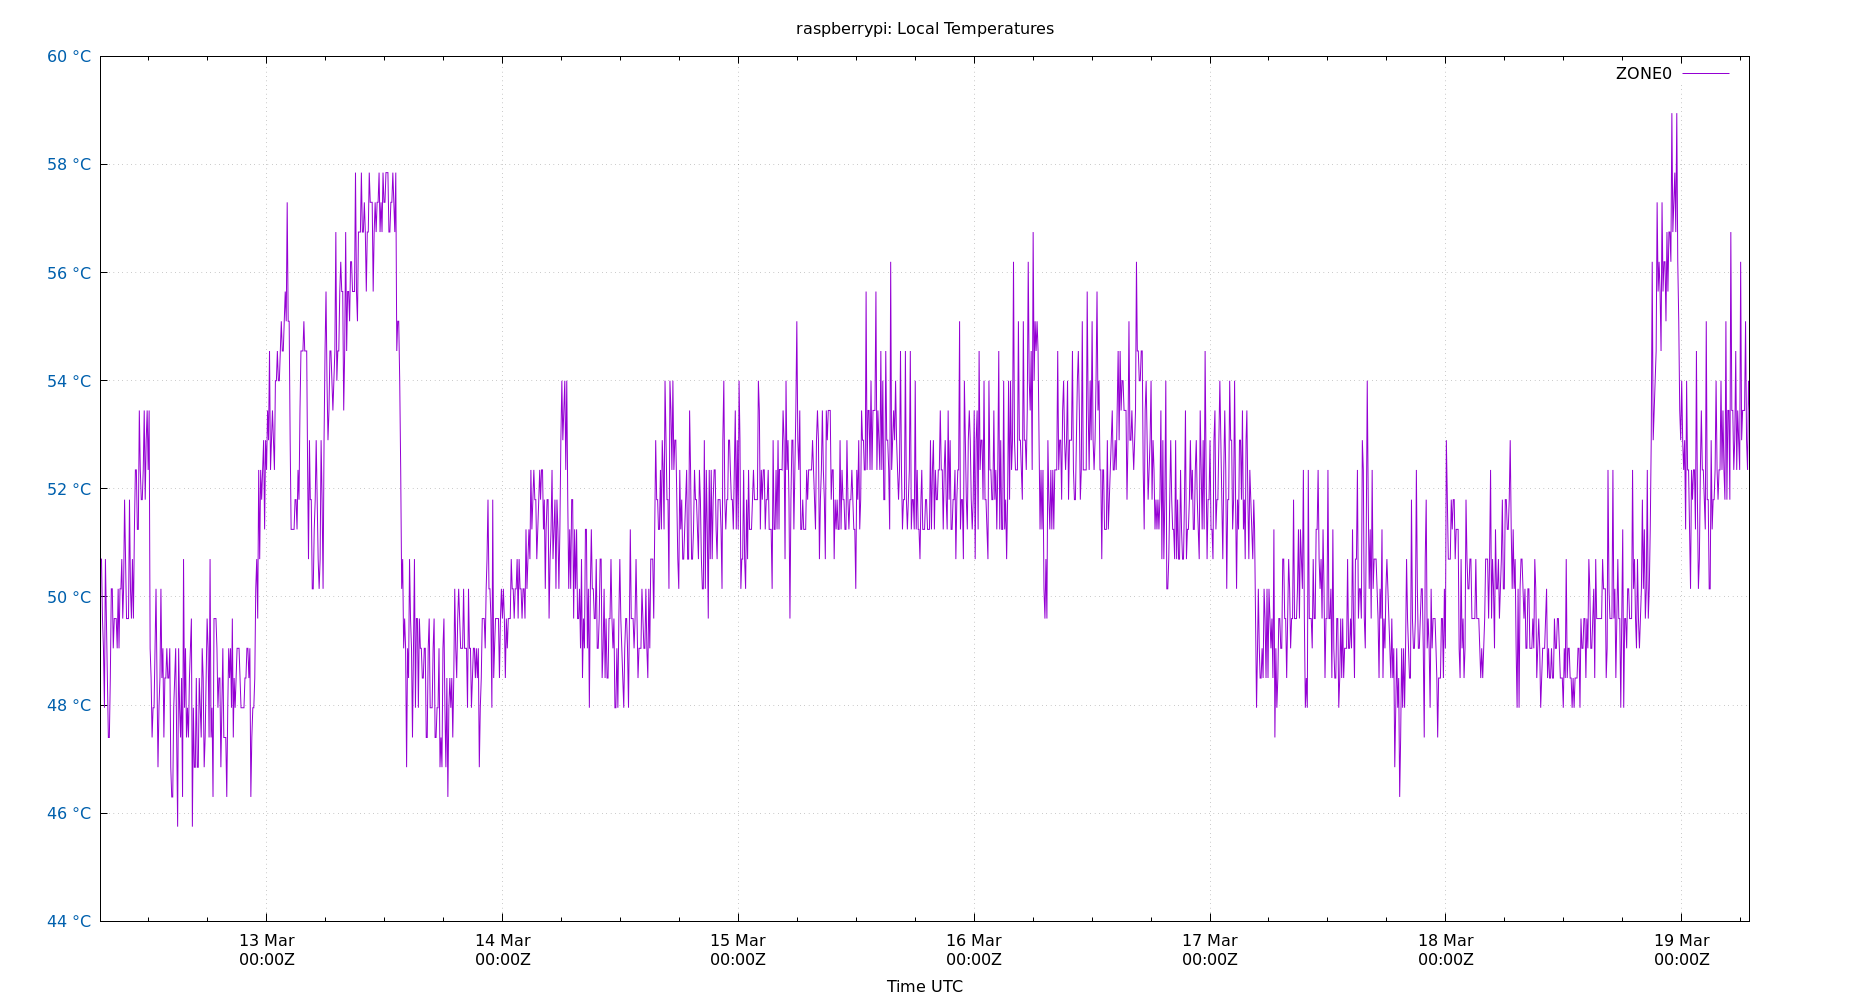 raspberrypi: Local Temperatures
60 °C
ZONE0
58 °C
56 °C
54 °C
52 °C
50 °C
48 °C
46 °C
44 °C
13 Mar 14 Mar 15 Mar 16 Mar 17 Mar 18 Mar 19 Mar
00:00Z 00:00Z 00:00Z 00:00Z 00:00Z 00:00Z 00:00Z
Time UTC